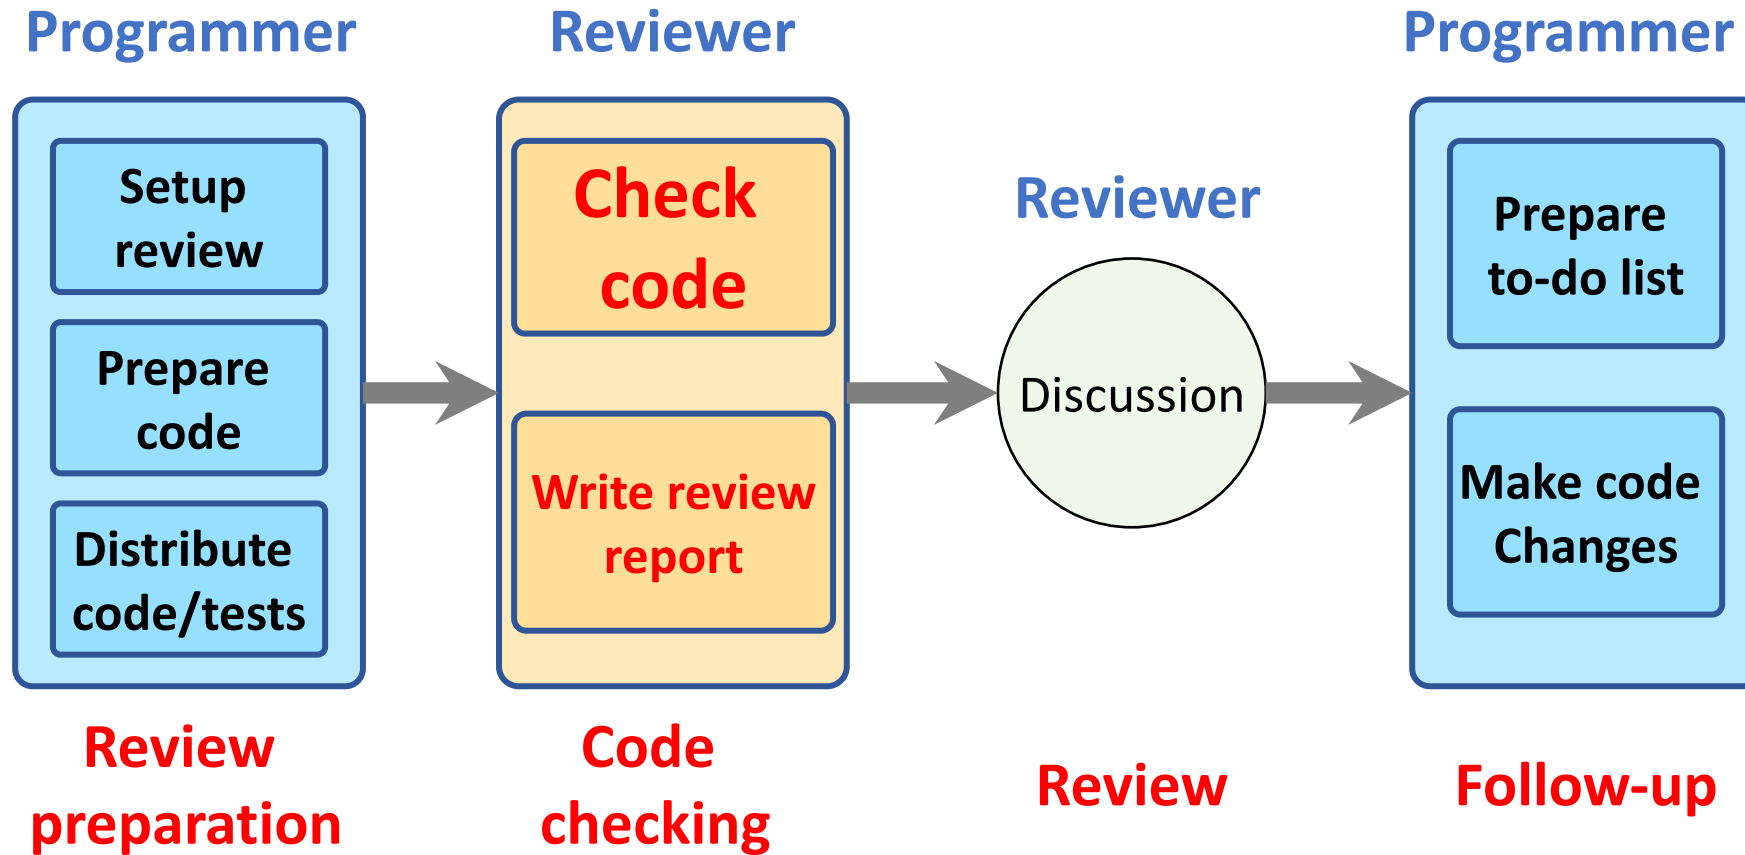 Programmer
Setup
review
Prepare
code
Distribute
code/tests
Review
preparation
Reviewer
Check
code
Write review
report
Code
checking
Reviewer
Discussion
Review
Programmer
Prepare
to-do list
Make code
Changes
Follow-up